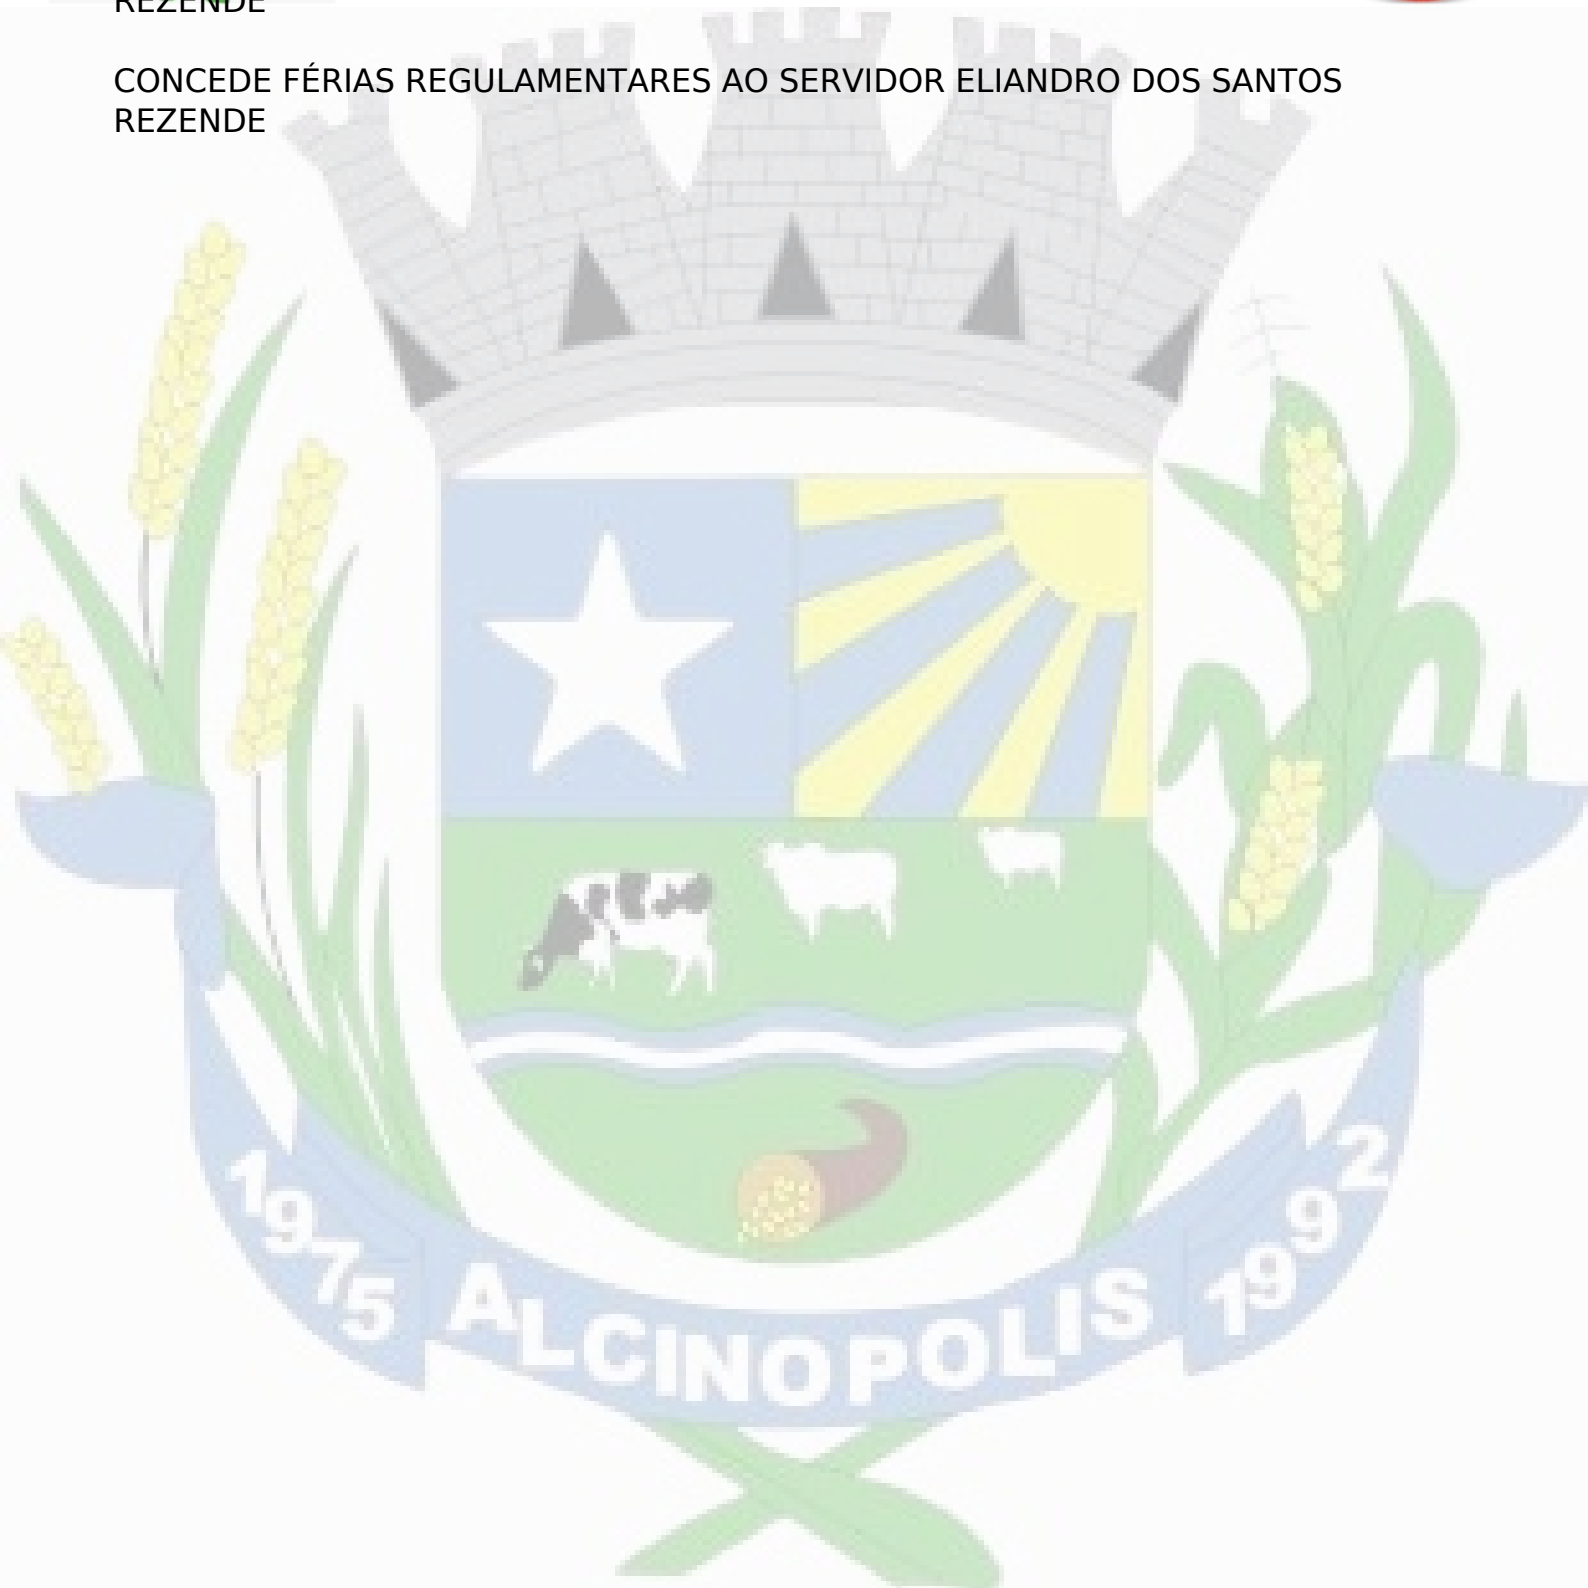 REZENDE
CONCEDE FÉRIAS REGULAMENTARES AO SERVIDOR ELIANDRO DOS SANTOS
REZENDE
1975 ALCINOPOLIS 1992